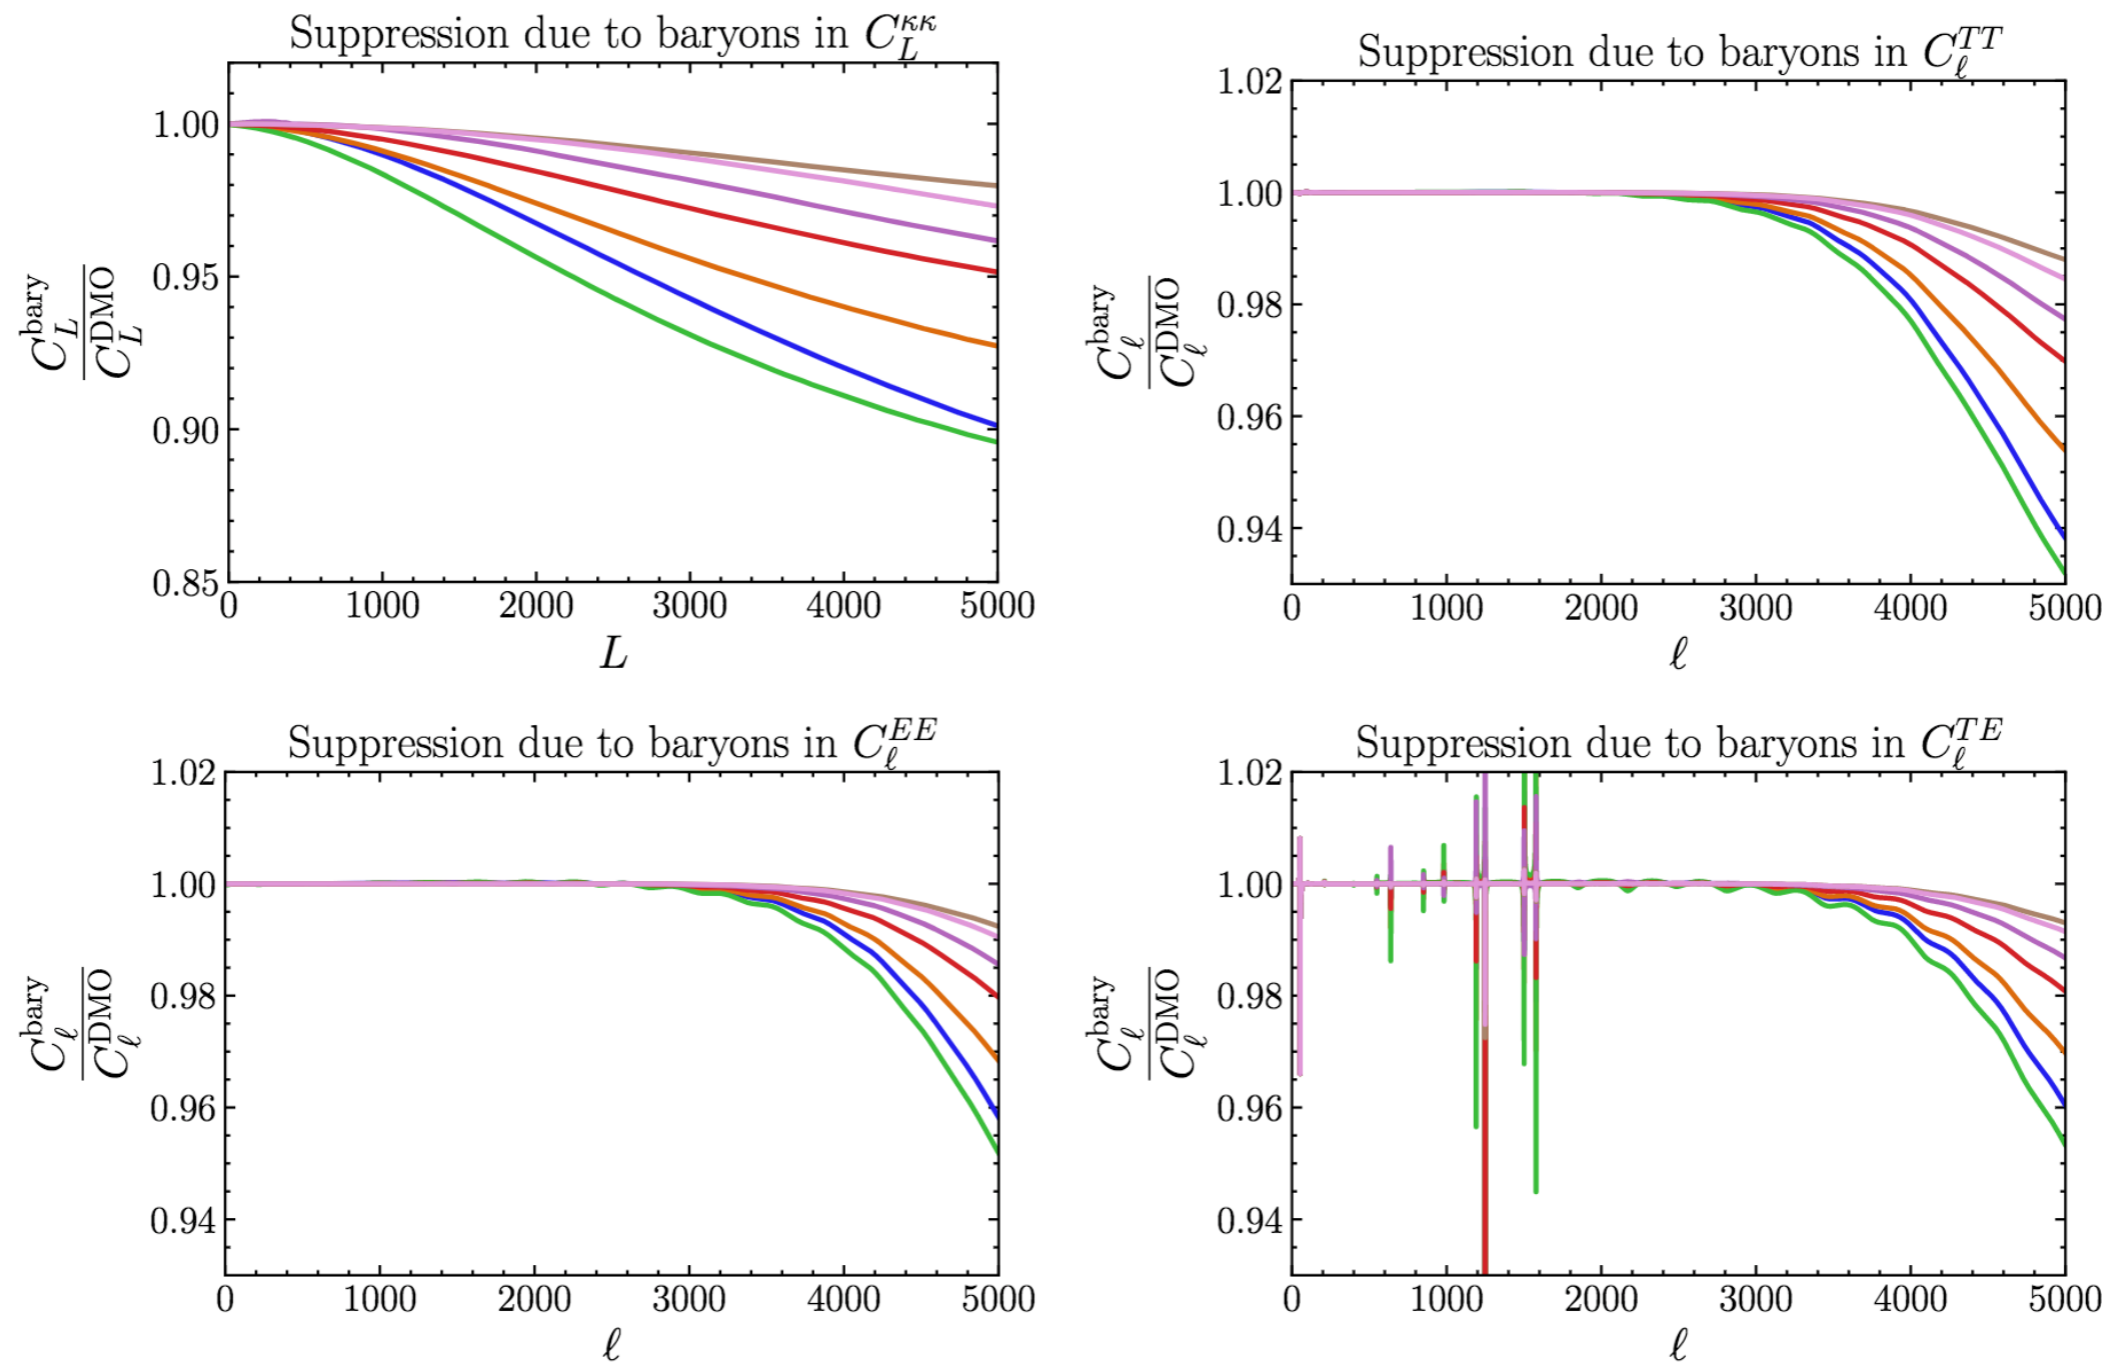 Suppression due to baryons in C_L^{κκ}
1.00
0.95
0.90
0.85
C_L^{bary}
C_L^{DMO}
0 1000 2000 3000 4000 5000
L
Suppression due to baryons in C_ℓ^{TT}
1.02
1.00
0.98
0.96
0.94
C_ℓ^{bary}
C_ℓ^{DMO}
0 1000 2000 3000 4000 5000
ℓ
Suppression due to baryons in C_ℓ^{EE}
1.02
1.00
0.98
0.96
0.94
C_ℓ^{bary}
C_ℓ^{DMO}
0 1000 2000 3000 4000 5000
ℓ
Suppression due to baryons in C_ℓ^{TE}
1.02
1.00
0.98
0.96
0.94
C_ℓ^{bary}
C_ℓ^{DMO}
0 1000 2000 3000 4000 5000
ℓ